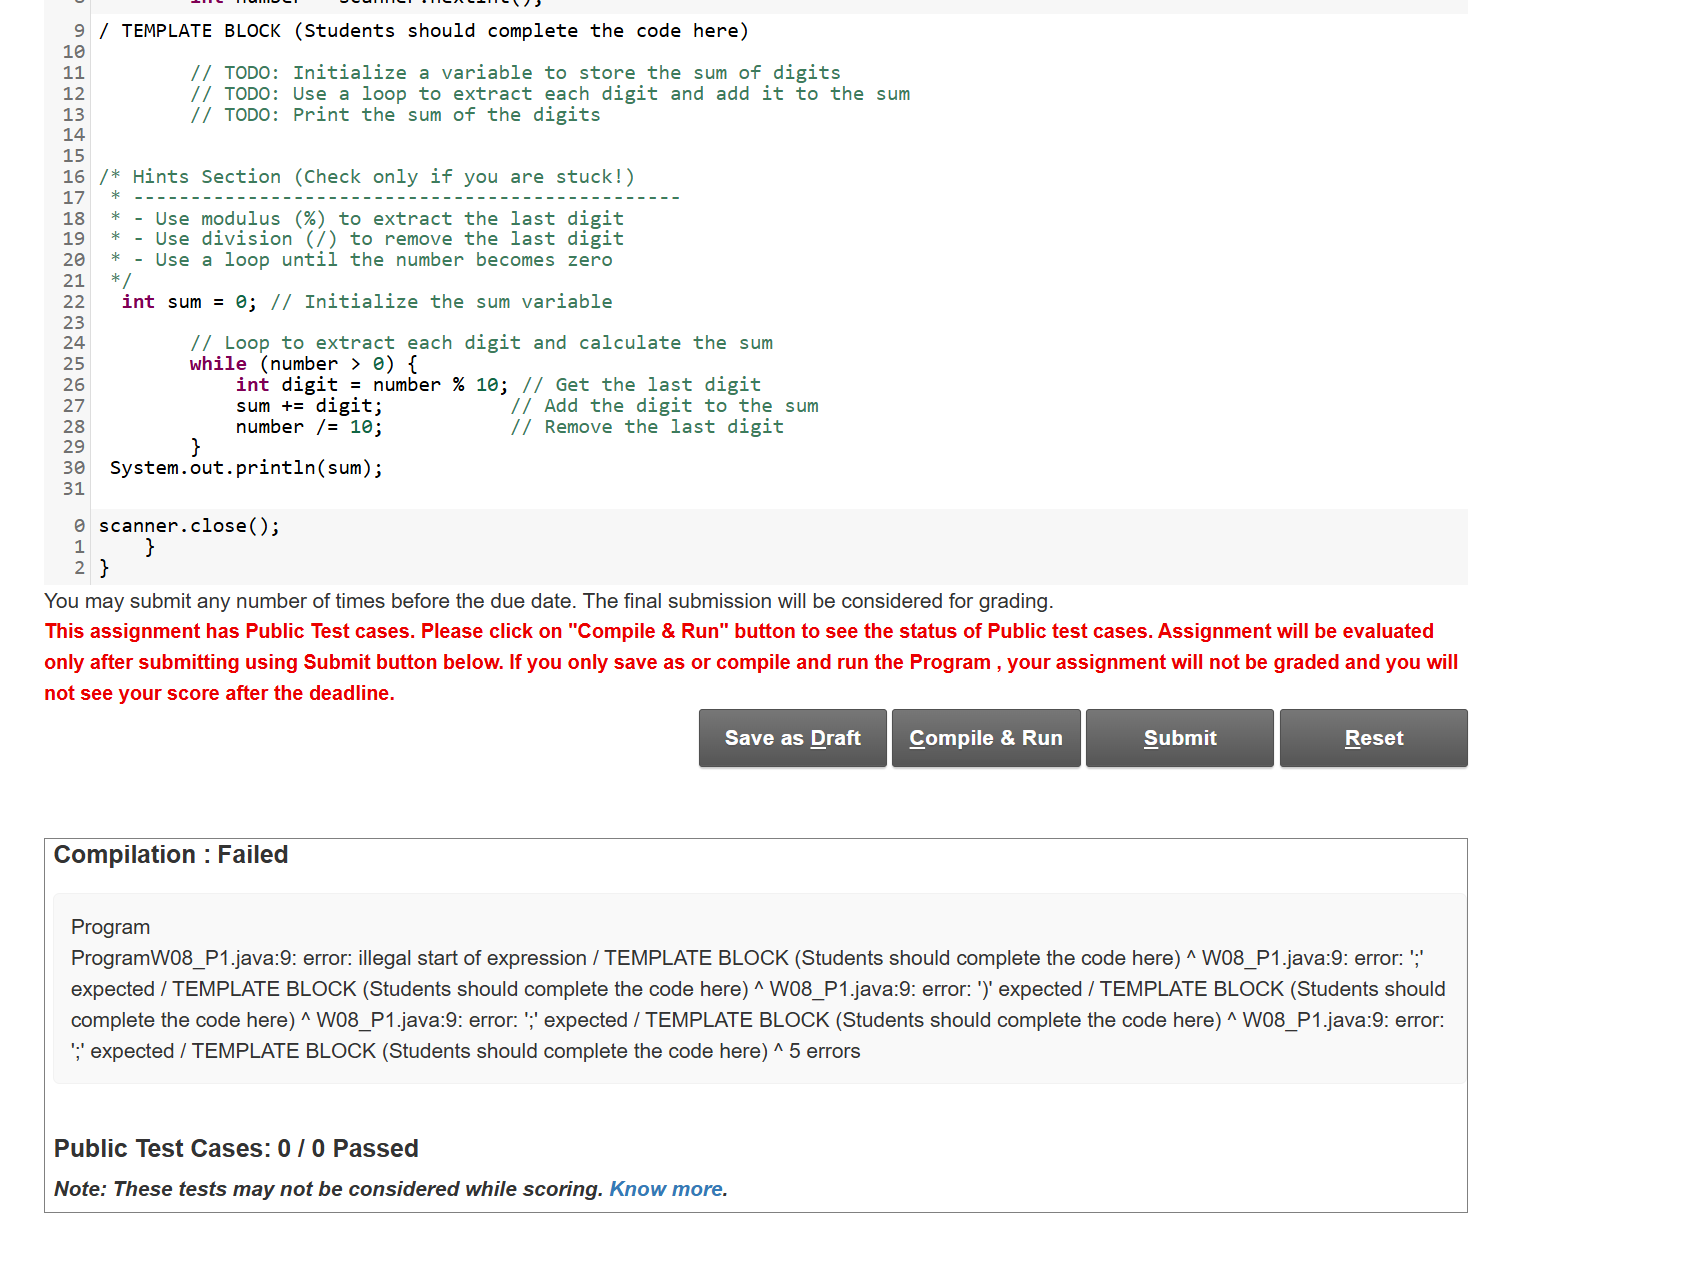 9 / TEMPLATE BLOCK (Students should complete the code here)
10
11 // TODO: Initialize a variable to store the sum of digits
12 // TODO: Use a loop to extract each digit and add it to the sum
13 // TODO: Print the sum of the digits
14
15
16 /* Hints Section (Check only if you are stuck!)
17 * ------------------------------------------------
18 * - Use modulus (%) to extract the last digit
19 * - Use division (/) to remove the last digit
20 * - Use a loop until the number becomes zero
21 */
22 int sum = 0; // Initialize the sum variable
23
24 // Loop to extract each digit and calculate the sum
25 while (number > 0) {
26 int digit = number % 10; // Get the last digit
27 sum += digit; // Add the digit to the sum
28 number /= 10; // Remove the last digit
29 }
30 System.out.println(sum);
31
0 scanner.close();
1 }
2 }
You may submit any number of times before the due date. The final submission will be considered for grading.
This assignment has Public Test cases. Please click on "Compile & Run" button to see the status of Public test cases. Assignment will be evaluated
only after submitting using Submit button below. If you only save as or compile and run the Program , your assignment will not be graded and you will
not see your score after the deadline.
Save as Draft Compile & Run Submit Reset
Compilation : Failed
Program
ProgramW08_P1.java:9: error: illegal start of expression / TEMPLATE BLOCK (Students should complete the code here) ^ W08_P1.java:9: error: ';'
expected / TEMPLATE BLOCK (Students should complete the code here) ^ W08_P1.java:9: error: ')' expected / TEMPLATE BLOCK (Students should
complete the code here) ^ W08_P1.java:9: error: ';' expected / TEMPLATE BLOCK (Students should complete the code here) ^ W08_P1.java:9: error:
';' expected / TEMPLATE BLOCK (Students should complete the code here) ^ 5 errors
Public Test Cases: 0 / 0 Passed
Note: These tests may not be considered while scoring. Know more.